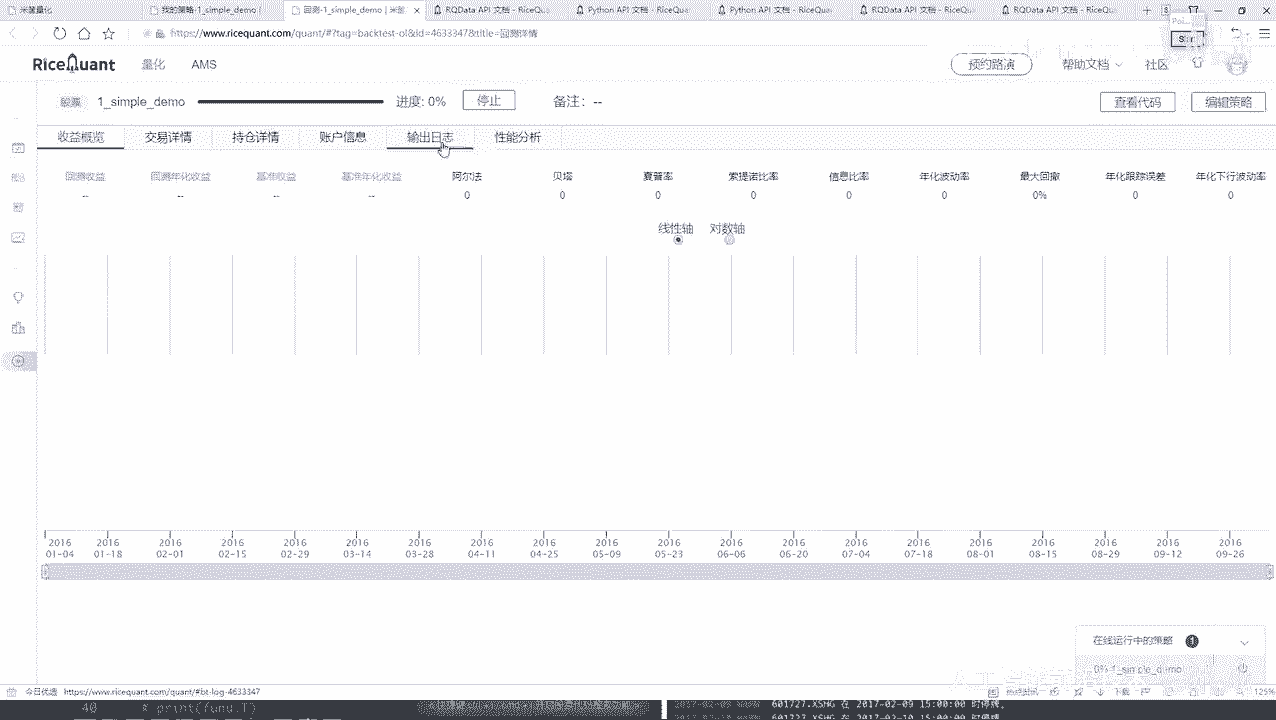 米筐量化
我的策略-1_simple_demo |
回测-1_simple_demo | 米筐
RQData API 文档 - RiceQu
Python API 文档 - RiceQua
Python API 文档 - RiceQua
RQData API 文档 - RiceQu
RQData API 文档 - RiceQu
https://www.ricequant.com/quant/#?tag=backtest-ol&id=4633347&title=回测详情
RiceQuant
量化
AMS
预约路演
帮助文档
社区
1_simple_demo
进度: 0%
停止
备注: --
查看代码
编辑策略
收益概览
交易详情
持仓详情
账户信息
输出日志
性能分析
回测收益 回测年化收益 基准收益 基准年化收益 阿尔法 贝塔 夏普率 索提诺比率 信息比率 年化波动率 最大回撤 年化跟踪误差 年化下行波动率
-- -- -- -- 0 0 0 0 0 0 0% 0 0
线性轴 对数轴
2016 2016 2016 2016 2016 2016 2016 2016 2016 2016 2016 2016 2016 2016 2016 2016 2016 2016 2016 2016
01-04 01-18 02-01 02-15 02-29 03-14 03-28 04-11 04-25 05-09 05-23 06-06 06-20 07-04 07-18 08-01 08-15 08-29 09-12 09-26
在线运行中的策略 1
0% 1_simple_demo
今日优选 https://www.ricequant.com/quant/#bt-log-4633347
下载
125%
40 # print(fund.T)
601727.XSHG 在 2017-02-09 15:00:00 时停牌。
601727.XSHG 在 2017-02-10 15:00:00 时停牌。